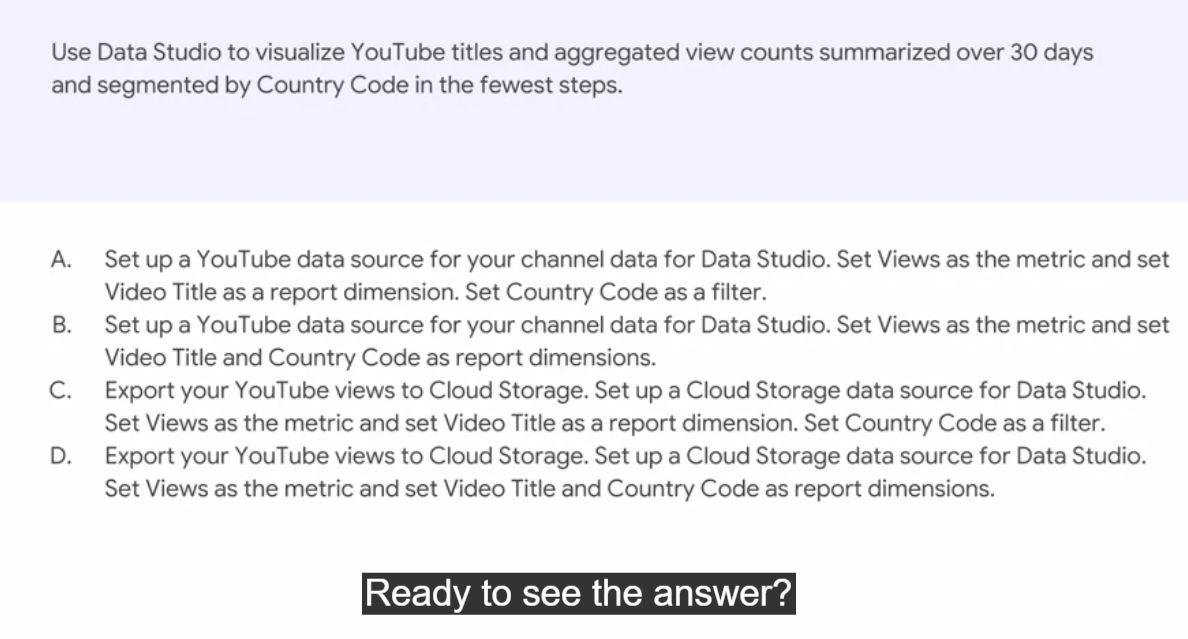 Use Data Studio to visualize YouTube titles and aggregated view counts summarized over 30 days
and segmented by Country Code in the fewest steps.
A. Set up a YouTube data source for your channel data for Data Studio. Set Views as the metric and set
Video Title as a report dimension. Set Country Code as a filter.
B. Set up a YouTube data source for your channel data for Data Studio. Set Views as the metric and set
Video Title and Country Code as report dimensions.
C. Export your YouTube views to Cloud Storage. Set up a Cloud Storage data source for Data Studio.
Set Views as the metric and set Video Title as a report dimension. Set Country Code as a filter.
D. Export your YouTube views to Cloud Storage. Set up a Cloud Storage data source for Data Studio.
Set Views as the metric and set Video Title and Country Code as report dimensions.
Ready to see the answer?